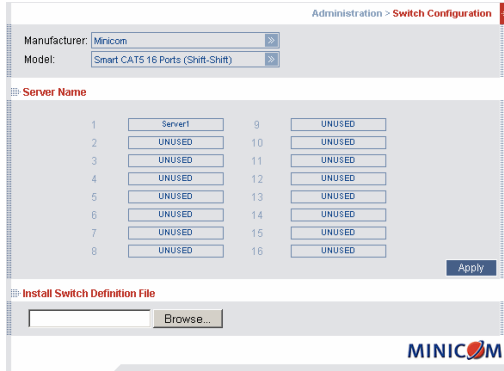 Administration > Switch Configuration
Manufacturer: Minicom
Model: Smart CAT5 16 Ports (Shift-Shift)
Server Name
1 Server1 9 UNUSED
2 UNUSED 10 UNUSED
3 UNUSED 11 UNUSED
4 UNUSED 12 UNUSED
5 UNUSED 13 UNUSED
6 UNUSED 14 UNUSED
7 UNUSED 15 UNUSED
8 UNUSED 16 UNUSED
Apply
Install Switch Definition File
Browse...
MINICOM